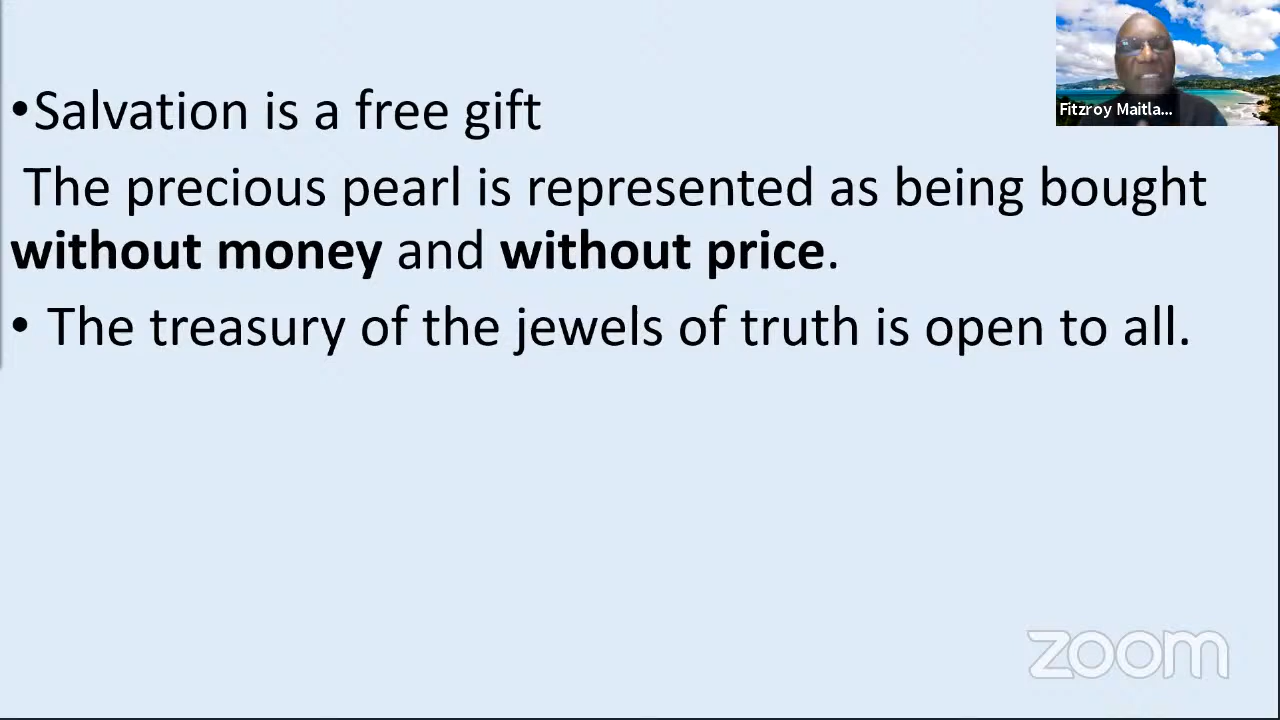 •Salvation is a free gift
Fitzroy Maitla...
The precious pearl is represented as being bought
without money and without price.
• The treasury of the jewels of truth is open to all.
zoom